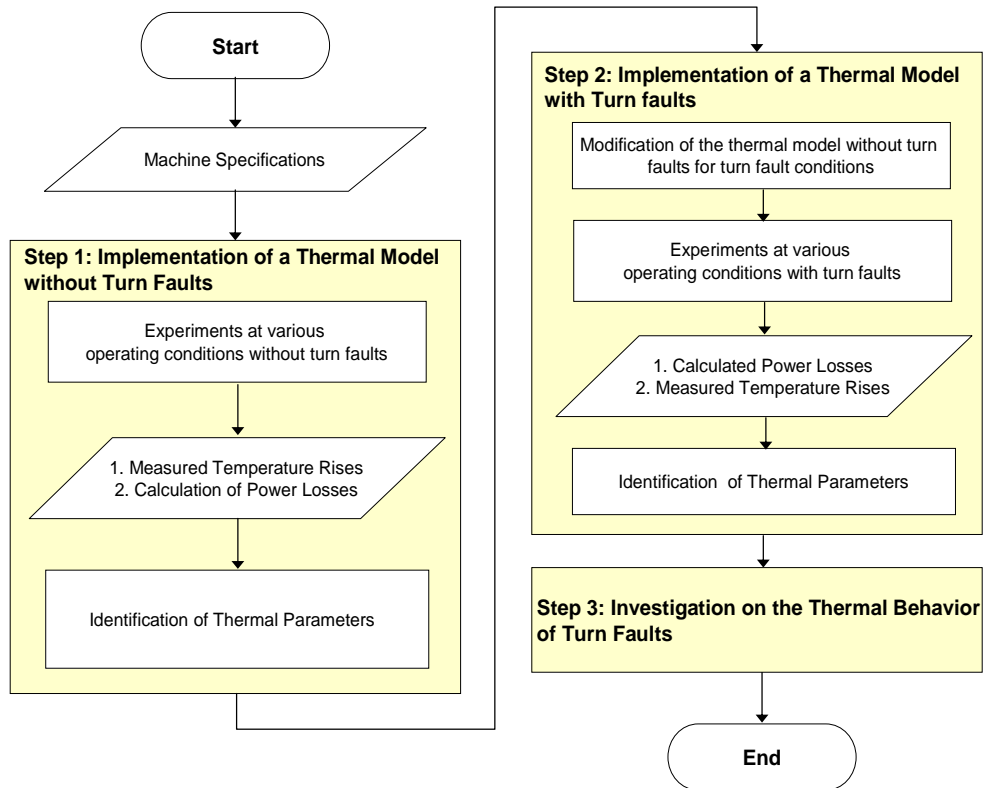 Start
Machine Specifications
Step 1: Implementation of a Thermal Model
without Turn Faults
Experiments at various
operating conditions without turn faults
1. Measured Temperature Rises
2. Calculation of Power Losses
Identification of Thermal Parameters
Step 2: Implementation of a Thermal Model
with Turn faults
Modification of the thermal model without turn
faults for turn fault conditions
Experiments at various
operating conditions with turn faults
1. Calculated Power Losses
2. Measured Temperature Rises
Identification of Thermal Parameters
Step 3: Investigation on the Thermal Behavior
of Turn Faults
End